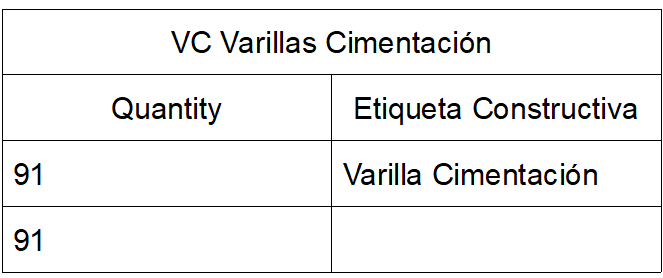 VC Varillas Cimentación
Quantity Etiqueta Constructiva
91 Varilla Cimentación
91